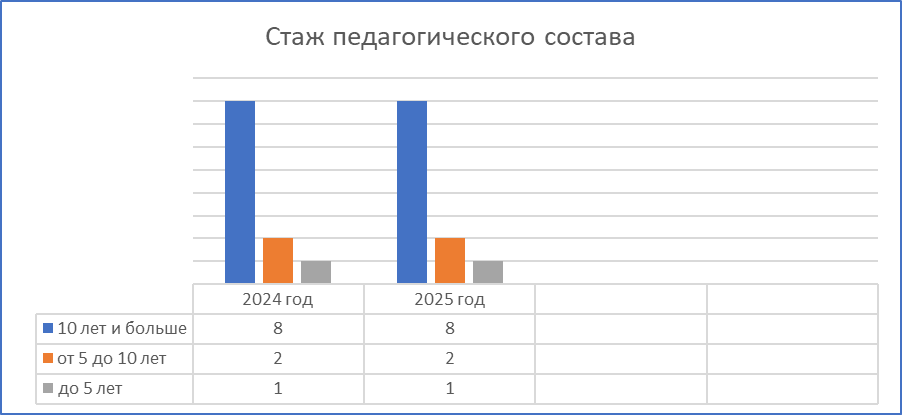 Стаж педагогического состава
2024 год 2025 год
10 лет и больше 8 8
от 5 до 10 лет 2 2
до 5 лет 1 1